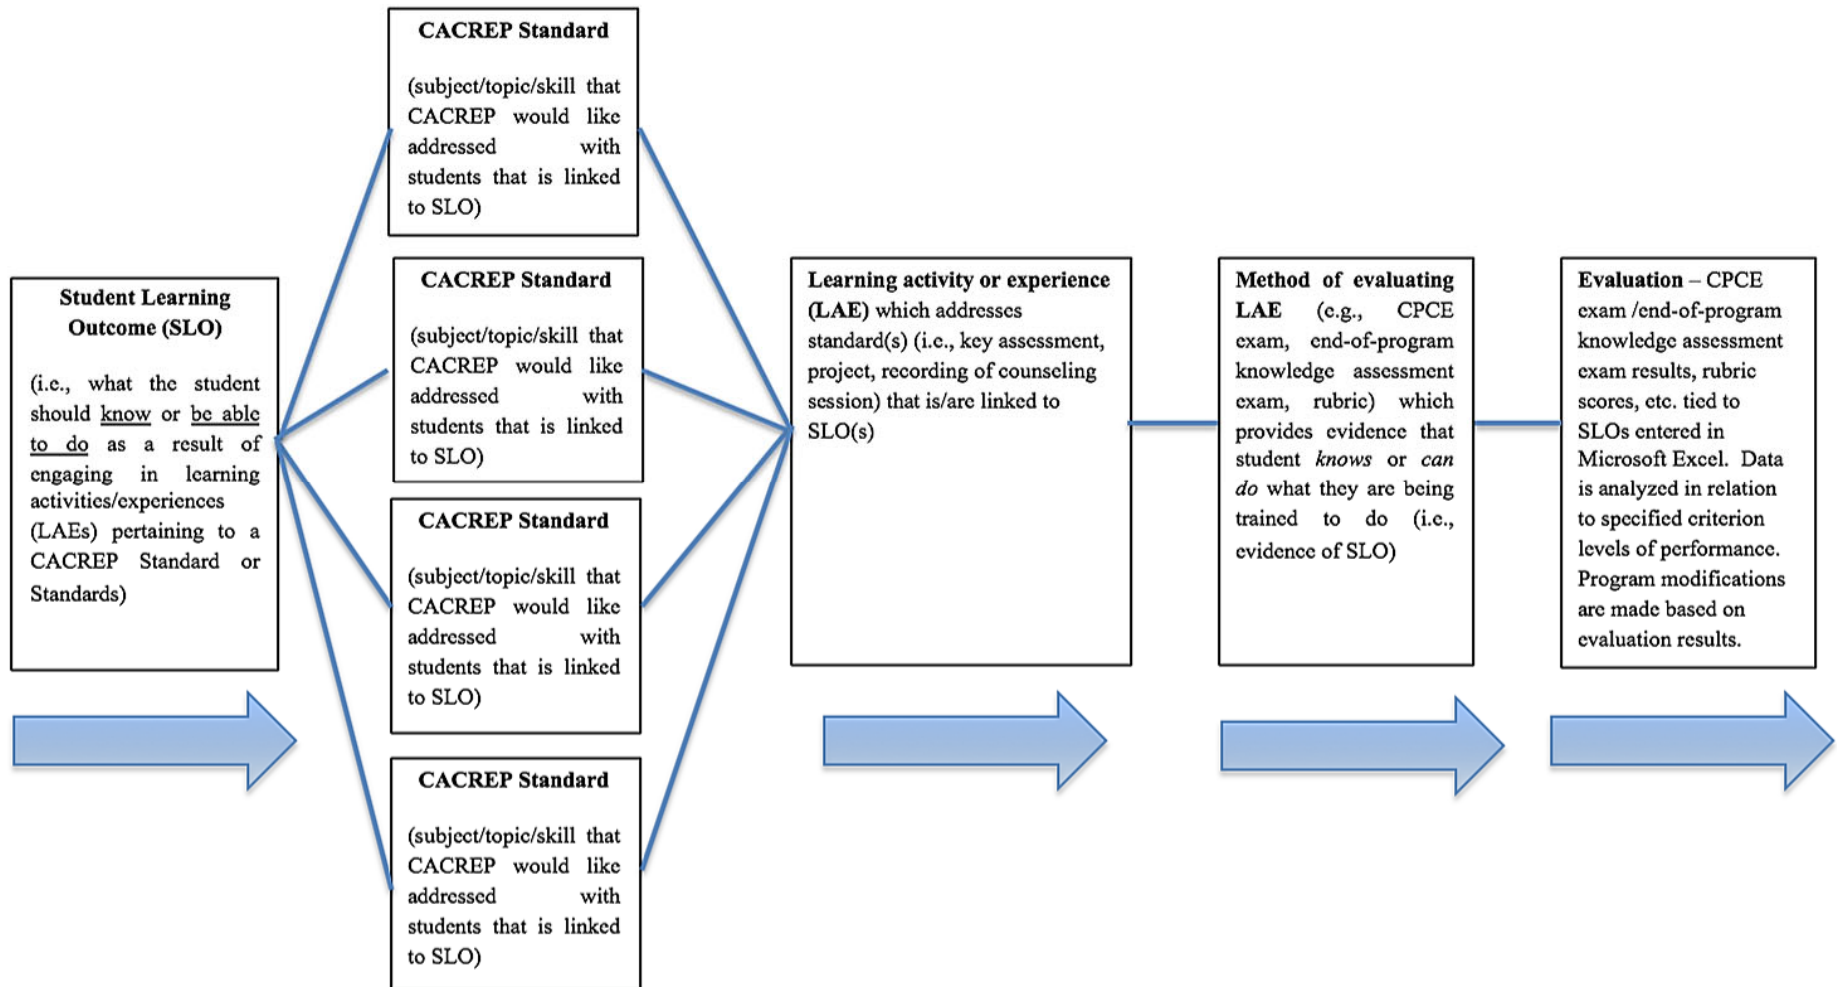 Student Learning
Outcome (SLO)
(i.e., what the student
should know or be able
to do as a result of
engaging in learning
activities/experiences
(LAEs) pertaining to a
CACREP Standard or
Standards)
CACREP Standard
(subject/topic/skill that
CACREP would like
addressed with
students that is linked
to SLO)
CACREP Standard
(subject/topic/skill that
CACREP would like
addressed with
students that is linked
to SLO)
CACREP Standard
(subject/topic/skill that
CACREP would like
addressed with
students that is linked
to SLO)
CACREP Standard
(subject/topic/skill that
CACREP would like
addressed with
students that is linked
to SLO)
Learning activity or experience
(LAE) which addresses
standard(s) (i.e., key assessment,
project, recording of counseling
session) that is/are linked to
SLO(s)
Method of evaluating
LAE (e.g., CPCE
exam, end-of-program
knowledge assessment
exam, rubric) which
provides evidence that
student knows or can
do what they are being
trained to do (i.e.,
evidence of SLO)
Evaluation – CPCE
exam /end-of-program
knowledge assessment
exam results, rubric
scores, etc. tied to
SLOs entered in
Microsoft Excel. Data
is analyzed in relation
to specified criterion
levels of performance.
Program modifications
are made based on
evaluation results.